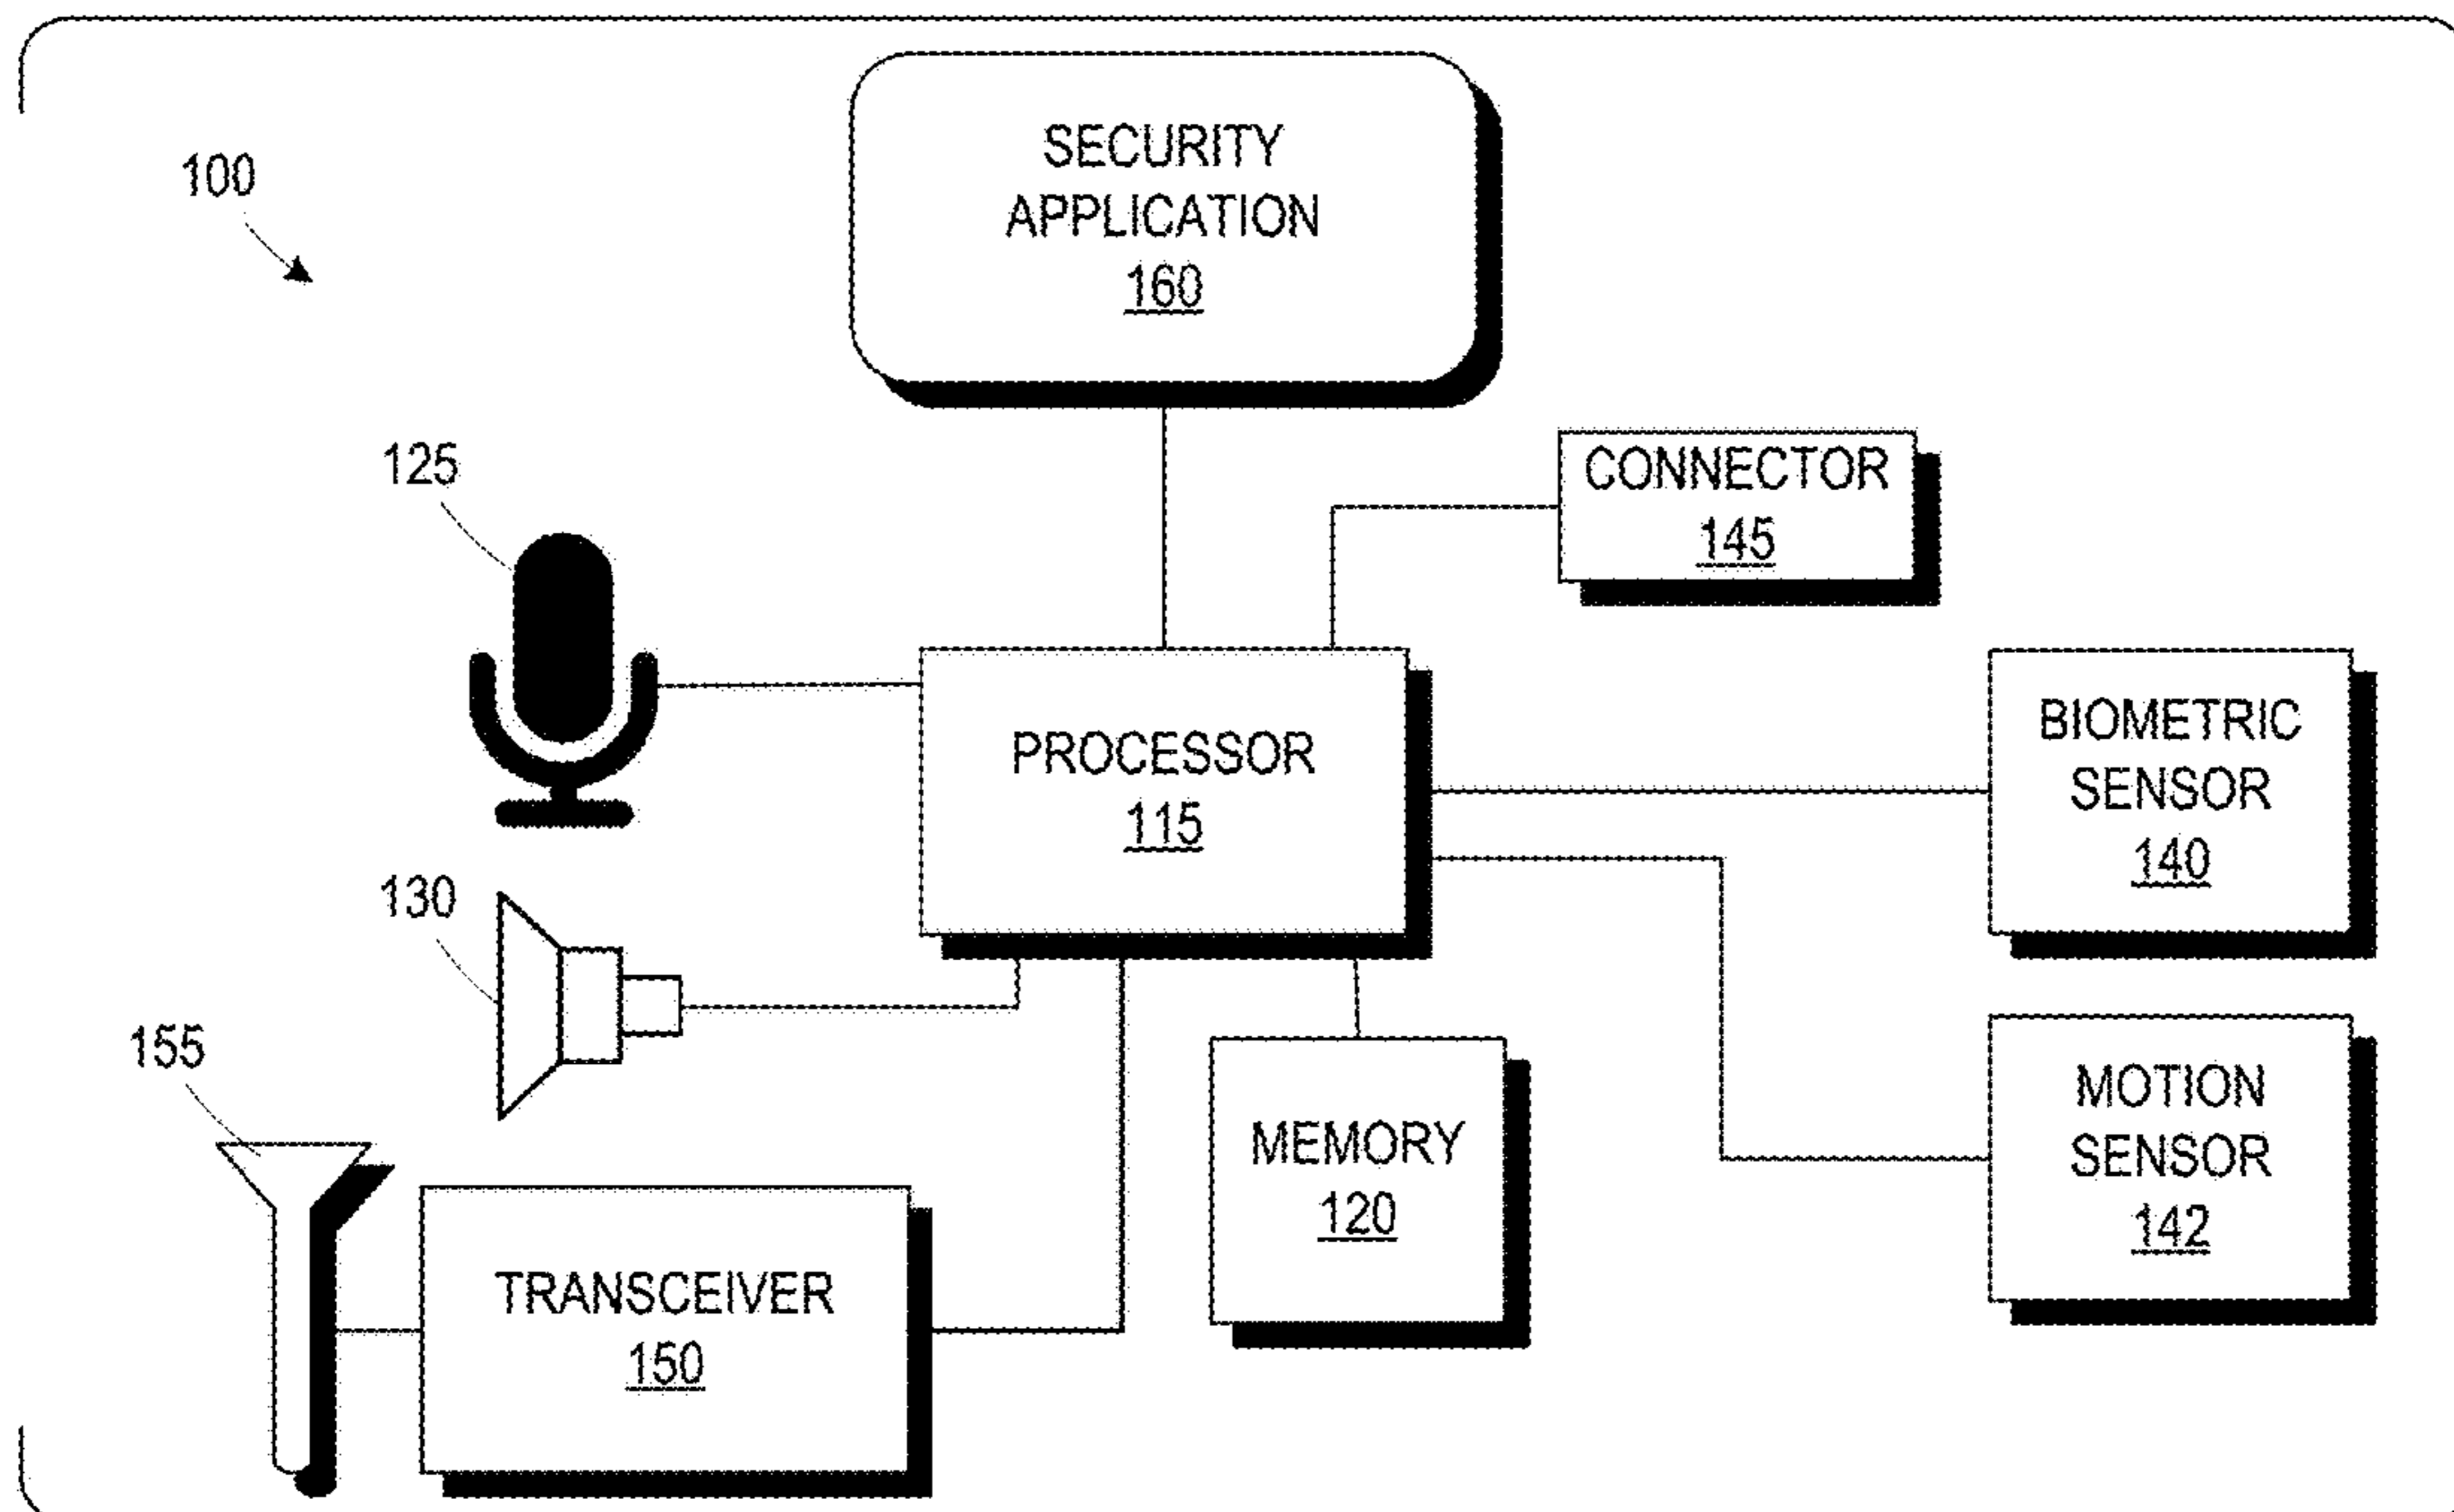 100
SECURITY
APPLICATION
160
125
CONNECTOR
145
PROCESSOR
115
BIOMETRIC
SENSOR
140
130
155
MEMORY
120
MOTION
SENSOR
142
TRANSCEIVER
150